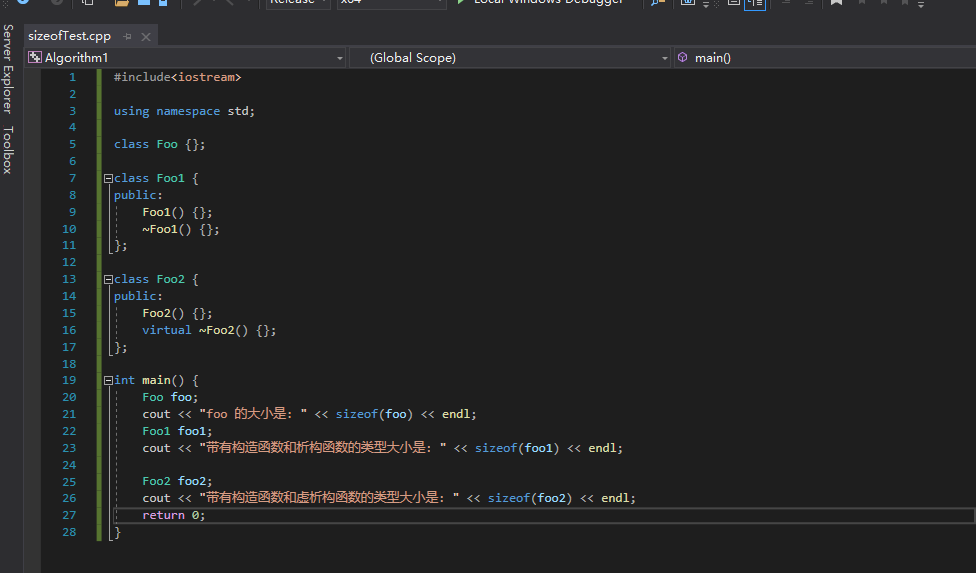 Release x64 Local Windows Debugger
Server Explorer
Toolbox
sizeofTest.cpp
Algorithm1 (Global Scope) main()
1 #include<iostream>
2
3 using namespace std;
4
5 class Foo {};
6
7 class Foo1 {
8 public:
9 Foo1() {};
10 ~Foo1() {};
11 };
12
13 class Foo2 {
14 public:
15 Foo2() {};
16 virtual ~Foo2() {};
17 };
18
19 int main() {
20 Foo foo;
21 cout << "foo 的大小是: " << sizeof(foo) << endl;
22 Foo1 foo1;
23 cout << "带有构造函数和析构函数的类型大小是: " << sizeof(foo1) << endl;
24
25 Foo2 foo2;
26 cout << "带有构造函数和虚析构函数的类型大小是: " << sizeof(foo2) << endl;
27 return 0;
28 }